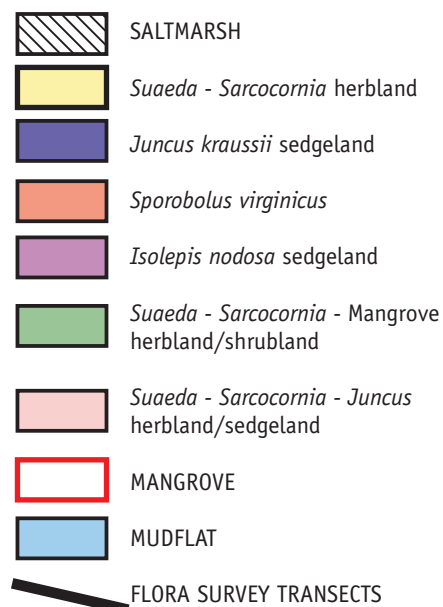 SALTMARSH
Suaeda - Sarcocornia herbland
Juncus kraussii sedgeland
Sporobolus virginicus
Isolepis nodosa sedgeland
Suaeda - Sarcocornia - Mangrove
herbland/shrubland
Suaeda - Sarcocornia - Juncus
herbland/sedgeland
MANGROVE
MUDFLAT
FLORA SURVEY TRANSECTS